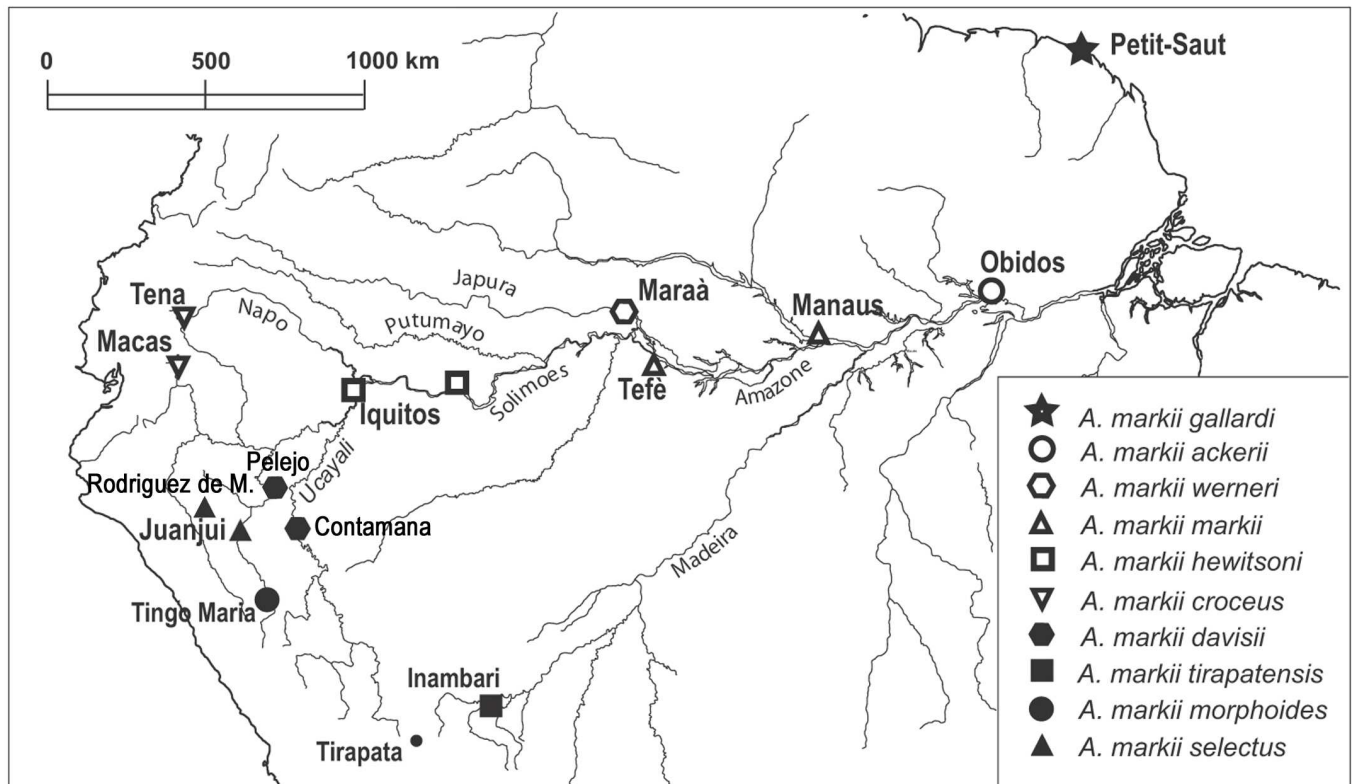 0 500 1000 km
Petit-Saut
Obidos
Japura
Maraà
Tena
Napo
Manaus
Putumayo
Macas
Solimoes
Tefè
Amazone
Iquitos
Pelejo
Ucayali
Rodriguez de M.
Juanjui
Contamana
Madeira
Tingo Maria
Inambari
Tirapata
A. markii gallardi
A. markii ackerii
A. markii werneri
A. markii markii
A. markii hewitsoni
A. markii croceus
A. markii davisii
A. markii tirapatensis
A. markii morphoides
A. markii selectus